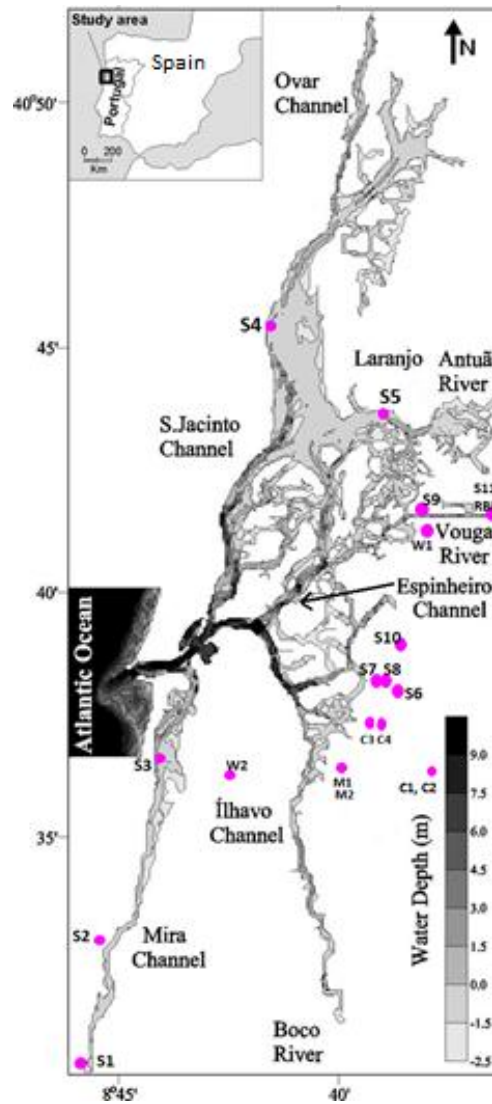 Study area
Spain
Portugal
0 200
Km
N
40°50'
Ovar
Channel
S4
45'
Laranjo
Antuã
River
S5
S.Jacinto
Channel
S9
RB
W1
Vouga
River
40'
Espinheiro
Channel
Atlantic Ocean
S10
S7
S8
S6
C3
C4
S3
W2
M1
M2
C1, C2
Ílhavo
Channel
35'
S2
Mira
Channel
Boco
River
S1
8°45'
40'
Water Depth (m)
9.0
7.5
6.0
4.5
3.0
1.5
0.0
-1.5
-2.5